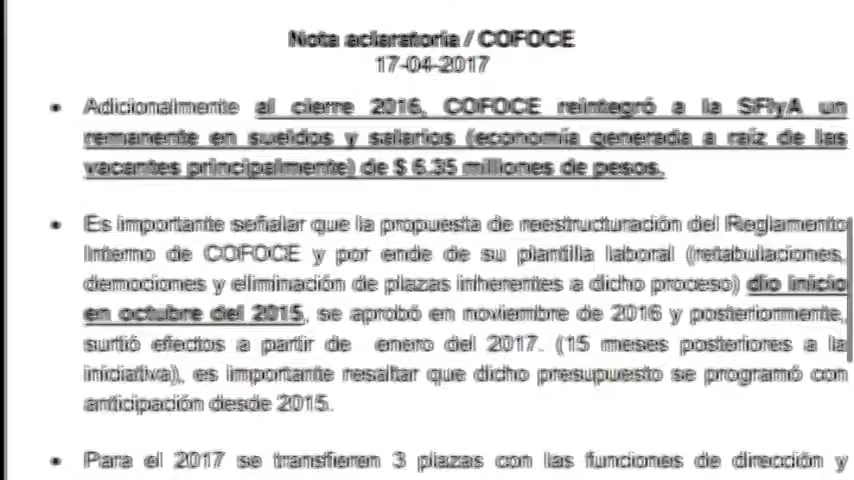 Nota aclaratoria / COFOCE
17-04-2017
• Adicionalmente al cierre 2016, COFOCE reintegró a la SFIyA un
remanente en sueldos y salarios (economía generada a raíz de las
vacantes principalmente) de $ 6.35 millones de pesos.
• Es importante señalar que la propuesta de reestructuración del Reglamento
Interno de COFOCE y por ende de su plantilla laboral (retabulaciones,
demociones y eliminación de plazas inherentes a dicho proceso) dio inicio
en octubre del 2015, se aprobó en noviembre de 2016 y posteriormente,
surtió efectos a partir de enero del 2017. (15 meses posteriores a la
iniciativa), es importante resaltar que dicho presupuesto se programó con
anticipación desde 2015.
• Para el 2017 se transfieren 3 plazas con las funciones de dirección y